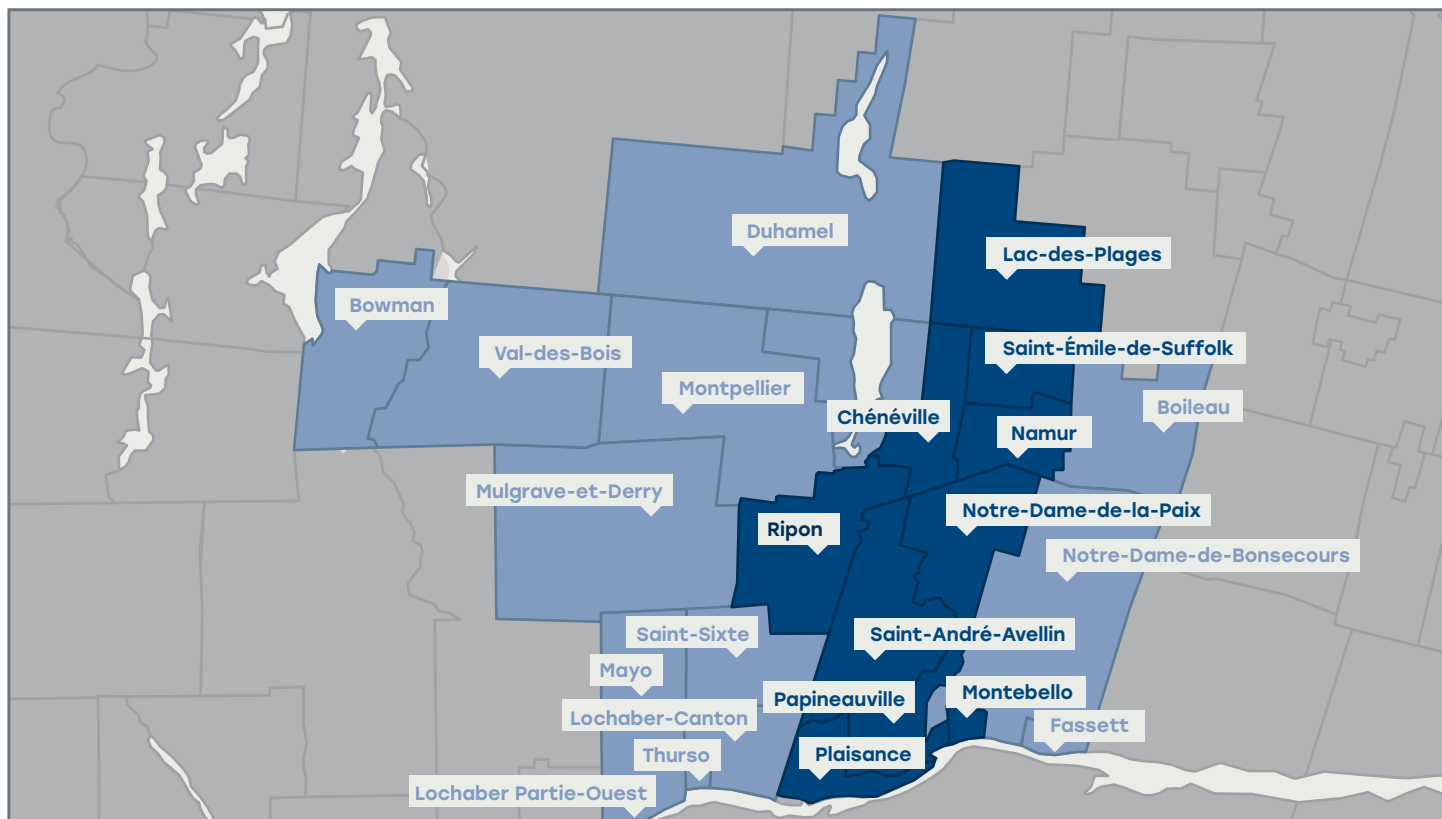 Duhamel
Lac-des-Plages
Bowman
Val-des-Bois
Saint-Émile-de-Suffolk
Montpellier
Boileau
Chénéville
Namur
Mulgrave-et-Derry
Notre-Dame-de-la-Paix
Ripon
Notre-Dame-de-Bonsecours
Saint-Sixte
Saint-André-Avellin
Mayo
Papineauville
Montebello
Lochaber-Canton
Fassett
Thurso
Plaisance
Lochaber Partie-Ouest